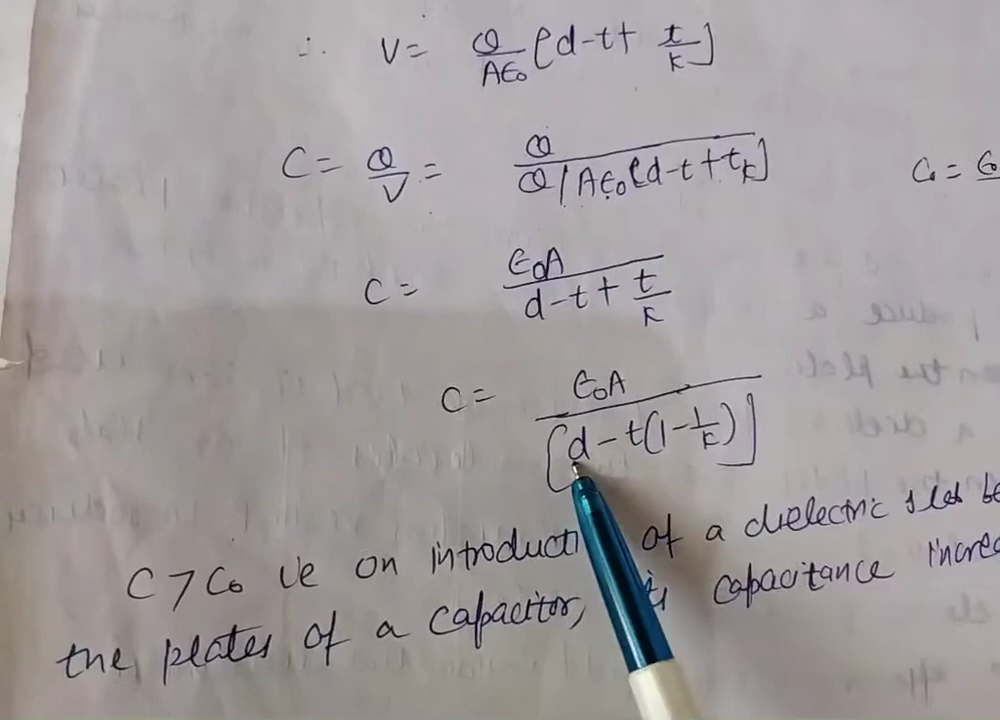 ∴ V = Q/Aϵ₀ [d-t+ t/k]
C = Q/V = Q / Q/Aϵ₀[d-t+t/k]
C₀ = ϵ₀
C = ϵ₀A / d-t+ t/k
C = ϵ₀A / [d-t(1-1/k)]
C > C₀ ie on introducti of a dielectric slab be
the plates of a capacitor, its capacitance increa